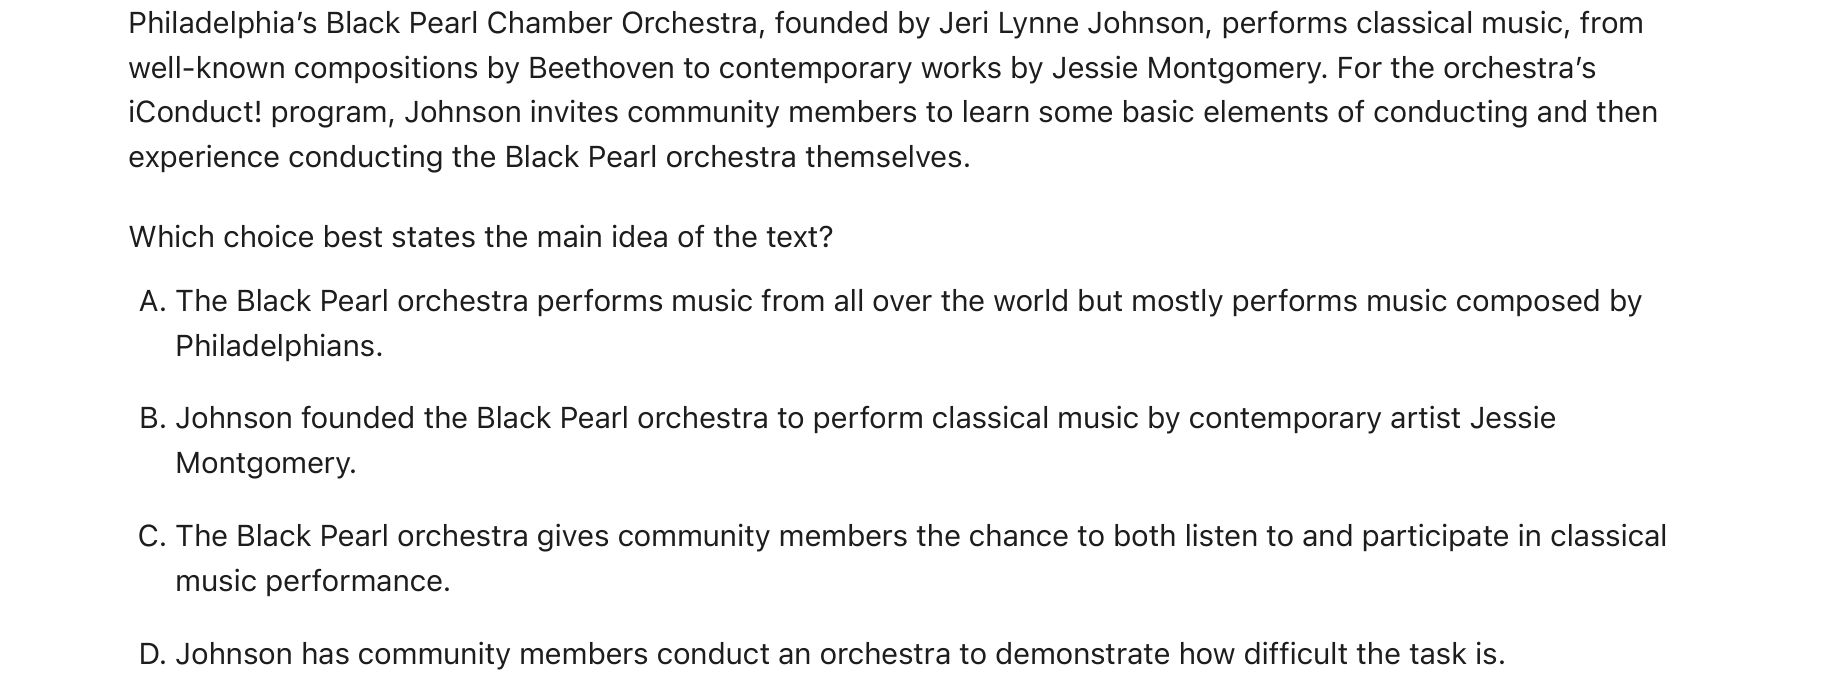 Philadelphia’s Black Pearl Chamber Orchestra, founded by Jeri Lynne Johnson, performs classical music, from
well-known compositions by Beethoven to contemporary works by Jessie Montgomery. For the orchestra’s
iConduct! program, Johnson invites community members to learn some basic elements of conducting and then
experience conducting the Black Pearl orchestra themselves.
Which choice best states the main idea of the text?
A. The Black Pearl orchestra performs music from all over the world but mostly performs music composed by
Philadelphians.
B. Johnson founded the Black Pearl orchestra to perform classical music by contemporary artist Jessie
Montgomery.
C. The Black Pearl orchestra gives community members the chance to both listen to and participate in classical
music performance.
D. Johnson has community members conduct an orchestra to demonstrate how difficult the task is.